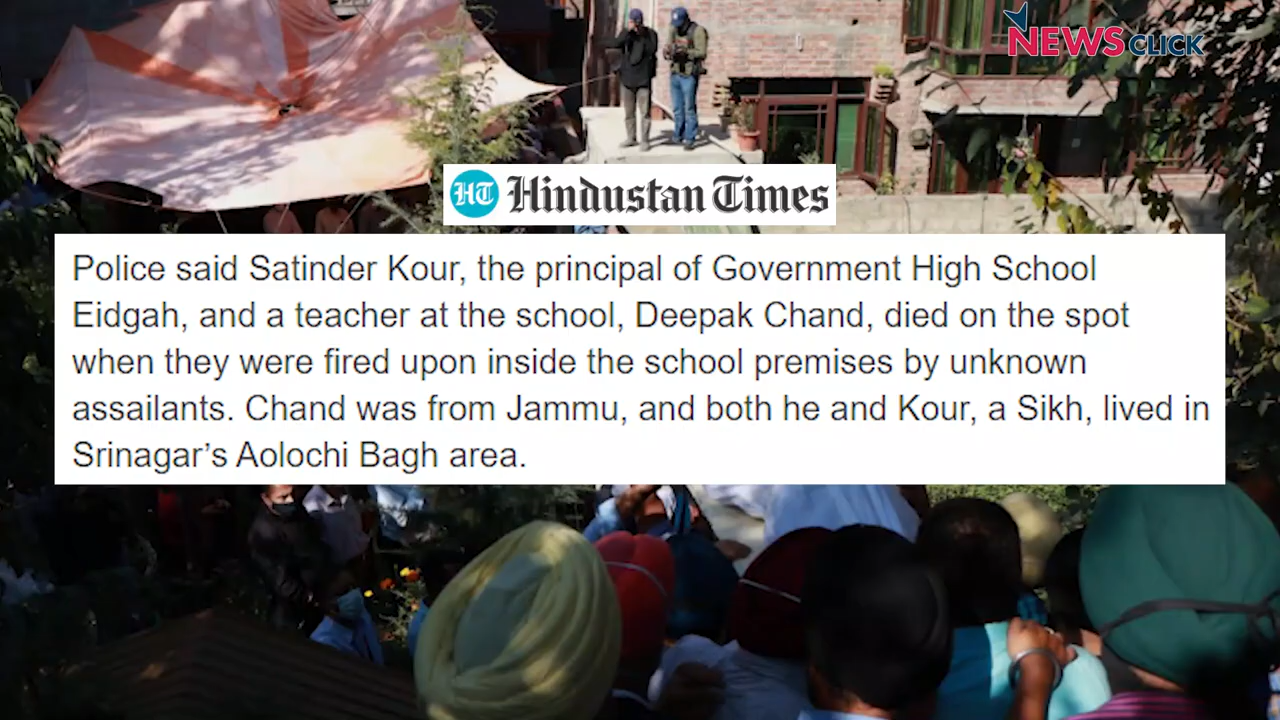 NEWSCLICK
HT Hindustan Times
Police said Satinder Kour, the principal of Government High School
Eidgah, and a teacher at the school, Deepak Chand, died on the spot
when they were fired upon inside the school premises by unknown
assailants. Chand was from Jammu, and both he and Kour, a Sikh, lived in
Srinagar’s Aolochi Bagh area.